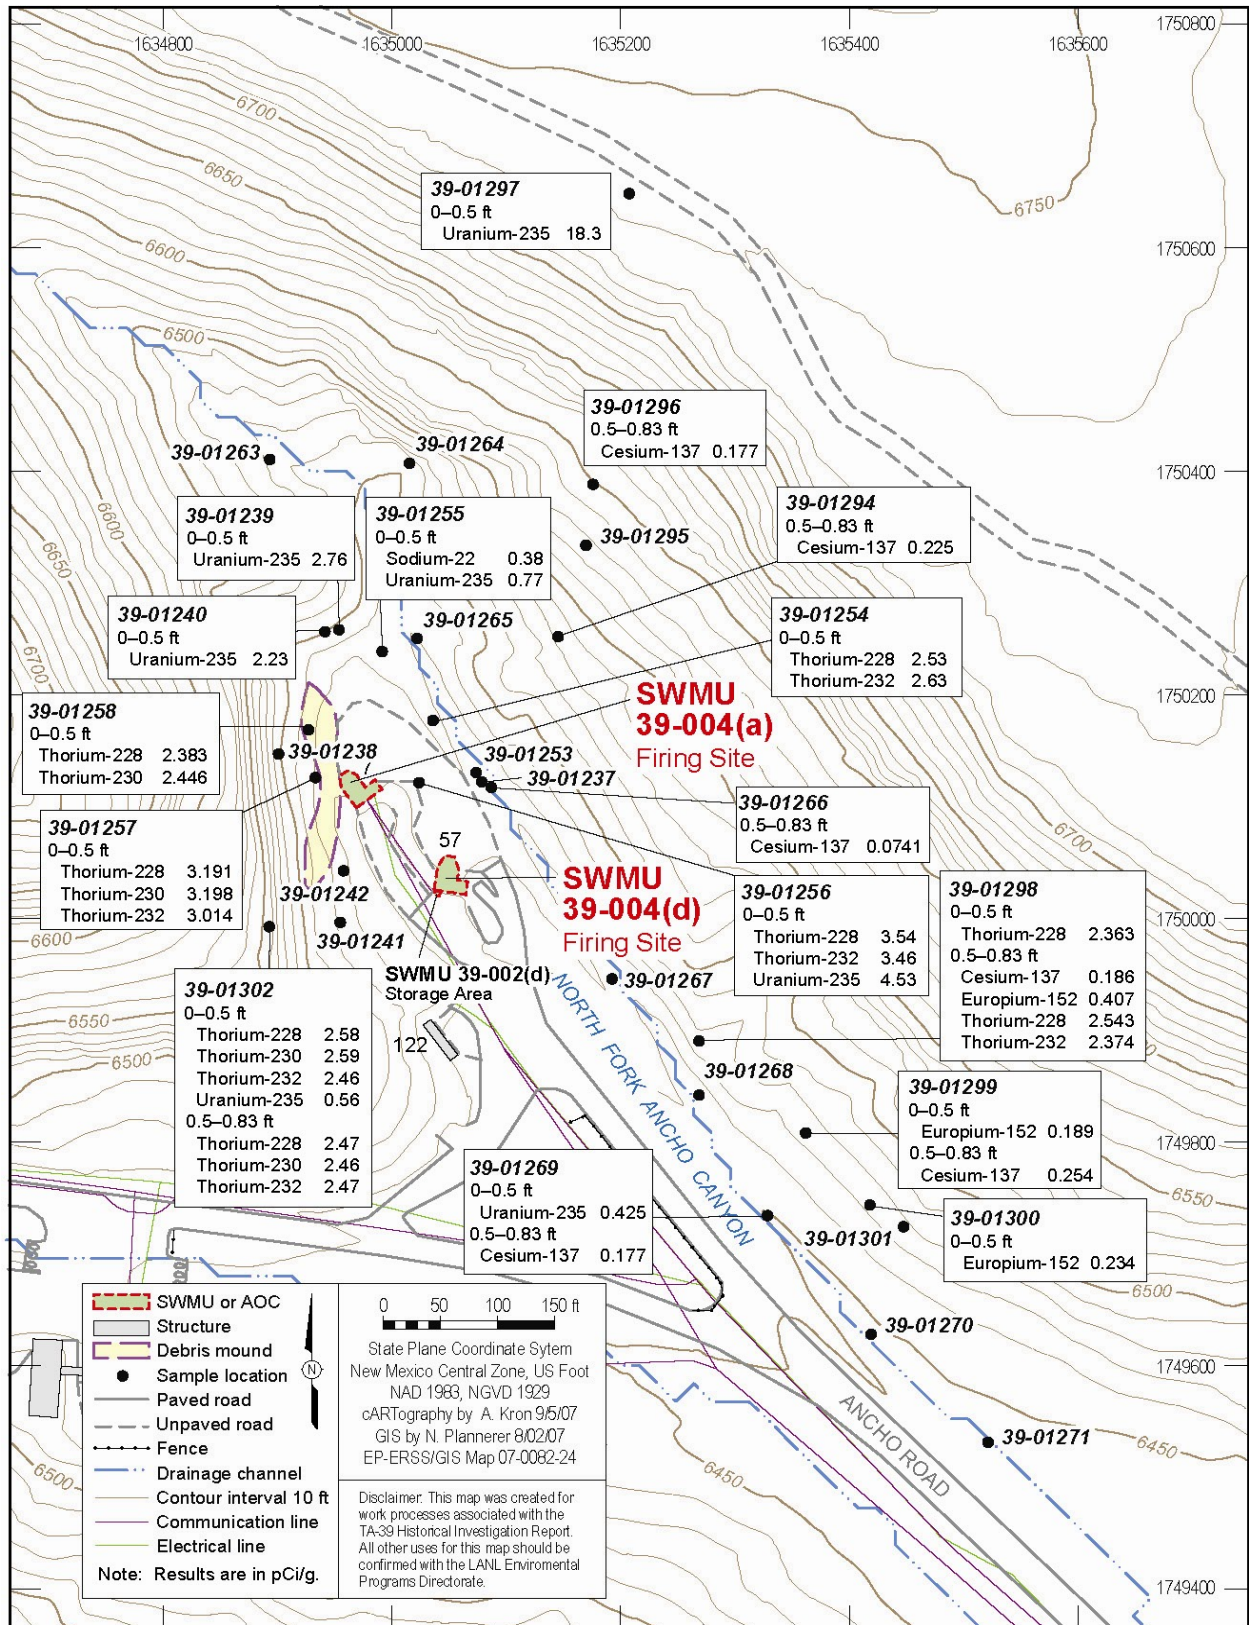 1634800
1635000
1635200
1635400
1635600
1750800
6700
6650
39-01297
0–0.5 ft
Uranium-235 18.3
6750
1750600
6600
6500
39-01296
0.5–0.83 ft
Cesium-137 0.177
39-01263
39-01264
1750400
39-01239
0–0.5 ft
Uranium-235 2.76
39-01255
0–0.5 ft
Sodium-22 0.38
Uranium-235 0.77
39-01294
0.5–0.83 ft
Cesium-137 0.225
39-01295
6600
6650
39-01240
0–0.5 ft
Uranium-235 2.23
39-01265
39-01254
0–0.5 ft
Thorium-228 2.53
Thorium-232 2.63
6700
1750200
39-01258
0–0.5 ft
Thorium-228 2.383
Thorium-230 2.446
39-01238
SWMU
39-004(a)
Firing Site
39-01253
39-01237
39-01266
0.5–0.83 ft
Cesium-137 0.0741
6700
39-01257
0–0.5 ft
Thorium-228 3.191
Thorium-230 3.198
Thorium-232 3.014
57
39-01242
SWMU
39-004(d)
Firing Site
39-01256
0–0.5 ft
Thorium-228 3.54
Thorium-232 3.46
Uranium-235 4.53
39-01298
0–0.5 ft
Thorium-228 2.363
0.5–0.83 ft
Cesium-137 0.186
Europium-152 0.407
Thorium-228 2.543
Thorium-232 2.374
1750000
6600
39-01241
SWMU 39-002(d)
Storage Area
39-01267
39-01302
0–0.5 ft
Thorium-228 2.58
Thorium-230 2.59
Thorium-232 2.46
Uranium-235 0.56
0.5–0.83 ft
Thorium-228 2.47
Thorium-230 2.46
Thorium-232 2.47
6550
6500
122
NORTH FORK ANCHO CANYON
39-01268
39-01299
0–0.5 ft
Europium-152 0.189
0.5–0.83 ft
Cesium-137 0.254
1749800
6550
39-01269
0–0.5 ft
Uranium-235 0.425
0.5–0.83 ft
Cesium-137 0.177
39-01301
39-01300
0–0.5 ft
Europium-152 0.234
6500
39-01270
1749600
ANCHO ROAD
39-01271
6450
6450
6500
1749400
SWMU or AOC
Structure
Debris mound
Sample location
Paved road
Unpaved road
Fence
Drainage channel
Contour interval 10 ft
Communication line
Electrical line
Note: Results are in pCi/g.
N
0 50 100 150 ft
State Plane Coordinate Sytem
New Mexico Central Zone, US Foot
NAD 1983, NGVD 1929
cARTography by A. Kron 9/5/07
GIS by N. Plannerer 8/02/07
EP-ERSS/GIS Map 07-0082-24
Disclaimer: This map was created for
work processes associated with the
TA-39 Historical Investigation Report.
All other uses for this map should be
confirmed with the LANL Enviromental
Programs Directorate.